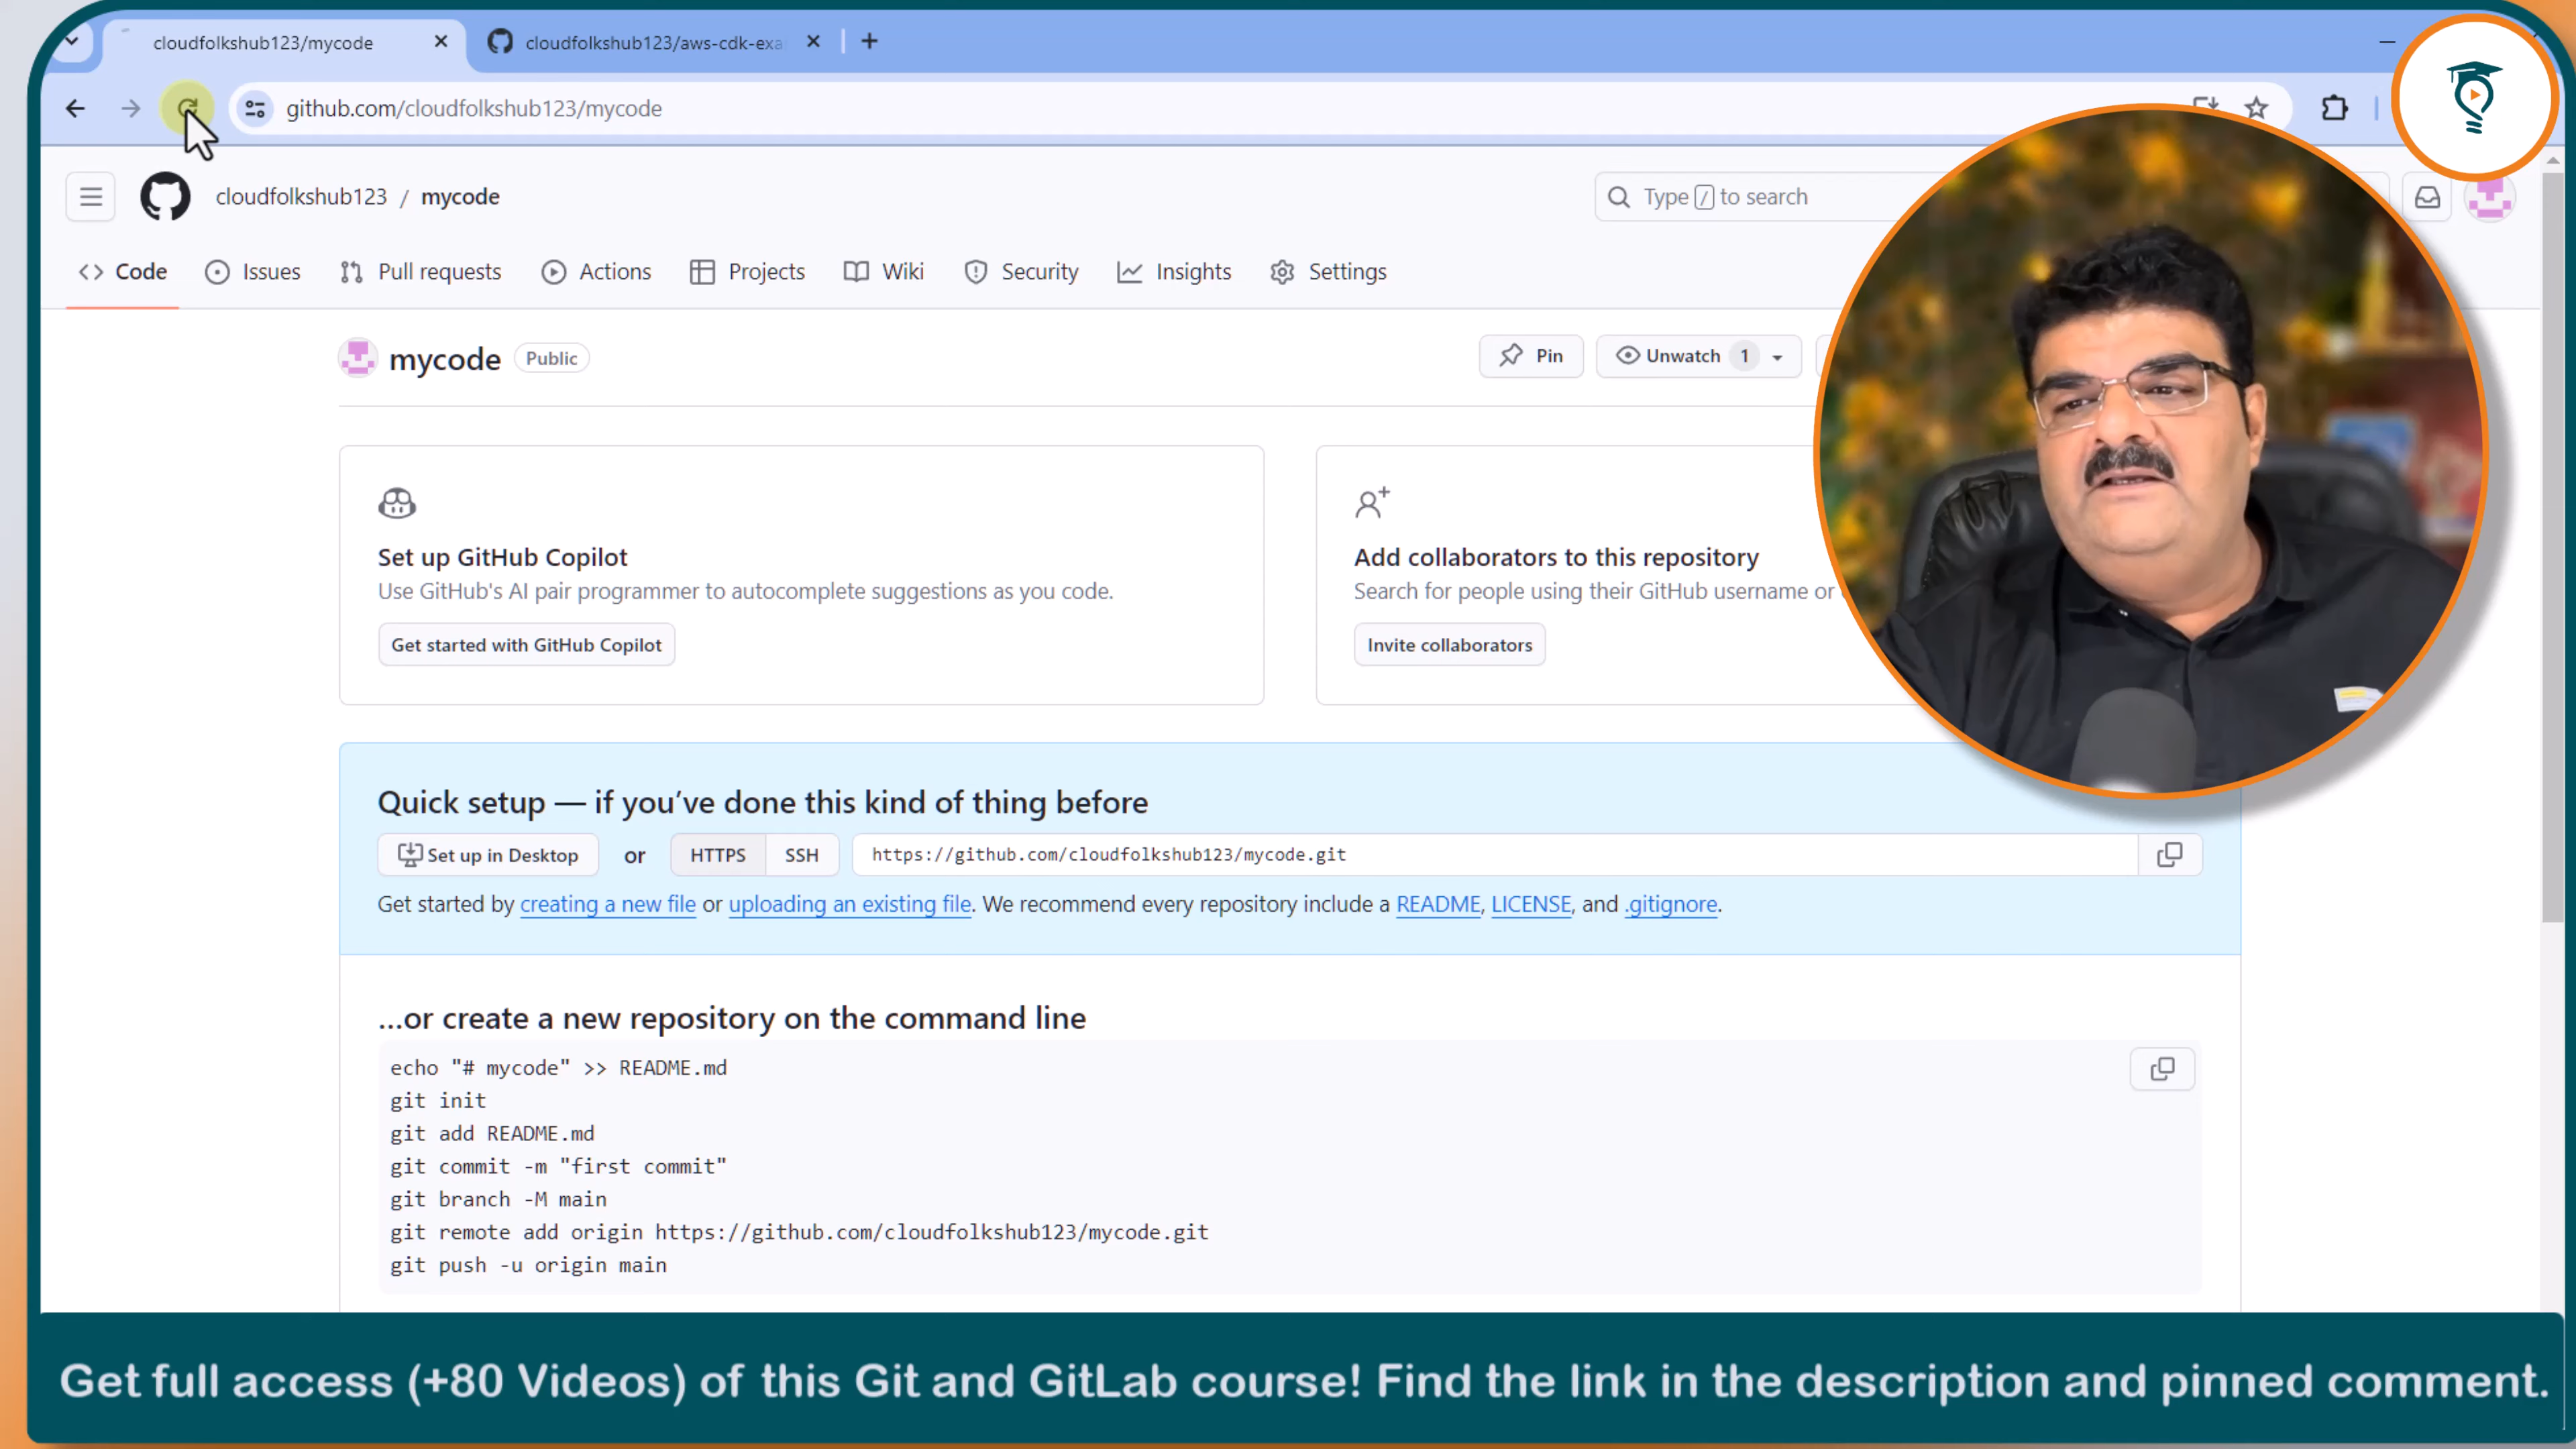 cloudfolkshub123/mycode
cloudfolkshub123/aws-cdk-exa
github.com/cloudfolkshub123/mycode
cloudfolkshub123 / mycode
Type / to search
Code
Issues
Pull requests
Actions
Projects
Wiki
Security
Insights
Settings
mycode Public
Pin
Unwatch 1
Set up GitHub Copilot
Use GitHub's AI pair programmer to autocomplete suggestions as you code.
Get started with GitHub Copilot
Add collaborators to this repository
Search for people using their GitHub username or
Invite collaborators
Quick setup — if you've done this kind of thing before
Set up in Desktop or HTTPS SSH https://github.com/cloudfolkshub123/mycode.git
Get started by creating a new file or uploading an existing file. We recommend every repository include a README, LICENSE, and .gitignore.
...or create a new repository on the command line
echo "# mycode" >> README.md
git init
git add README.md
git commit -m "first commit"
git branch -M main
git remote add origin https://github.com/cloudfolkshub123/mycode.git
git push -u origin main
Get full access (+80 Videos) of this Git and GitLab course! Find the link in the description and pinned comment.